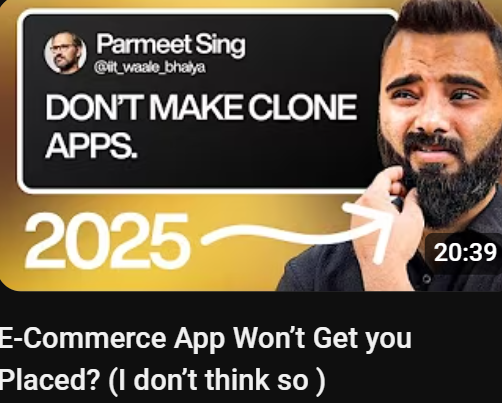 Parmeet Sing
@iit_waale_bhaiya
DON'T MAKE CLONE
APPS.
2025
20:39
E-Commerce App Won't Get you
Placed? (I don't think so )